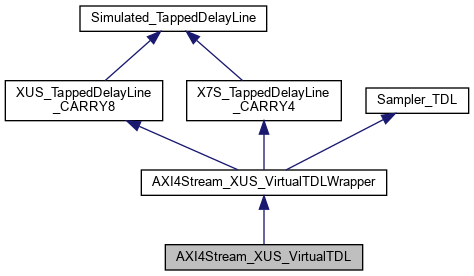 Simulated_TappedDelayLine
XUS_TappedDelayLine
_CARRY8
X7S_TappedDelayLine
_CARRY4
Sampler_TDL
AXI4Stream_XUS_VirtualTDLWrapper
AXI4Stream_XUS_VirtualTDL